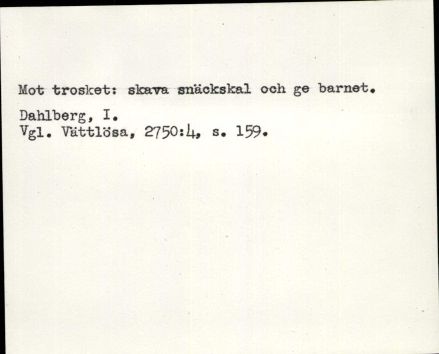 Mot trosket: skava snäckskal och ge barnet.
Dahlberg, I.
Vgl. Vättlösa, 2750:4, s. 159.